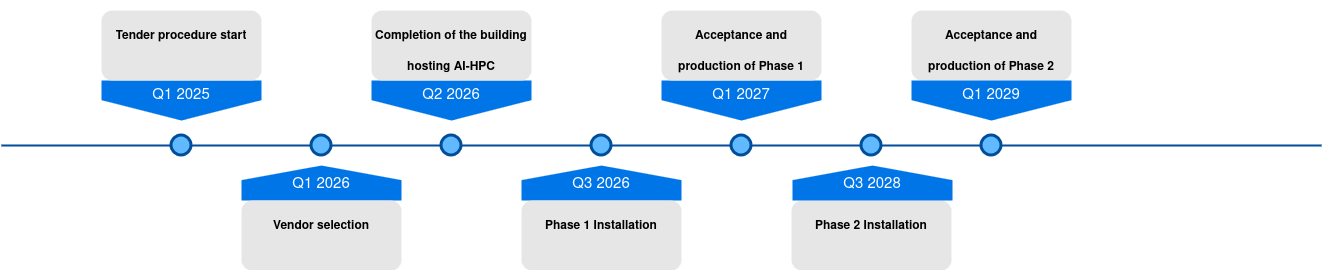 Tender procedure start
Q1 2025
Completion of the building
hosting AI-HPC
Q2 2026
Acceptance and
production of Phase 1
Q1 2027
Acceptance and
production of Phase 2
Q1 2029
Q1 2026
Vendor selection
Q3 2026
Phase 1 Installation
Q3 2028
Phase 2 Installation